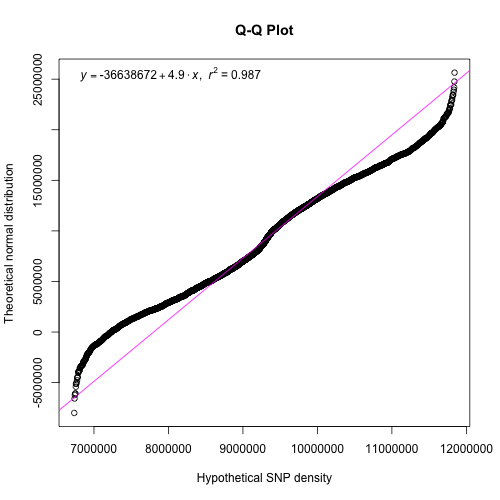 Q-Q Plot
y = -36638672 + 4.9 · x, r² = 0.987
Theoretical normal distribution
25000000
15000000
5000000
0
-5000000
7000000 8000000 9000000 10000000 11000000 12000000
Hypothetical SNP density